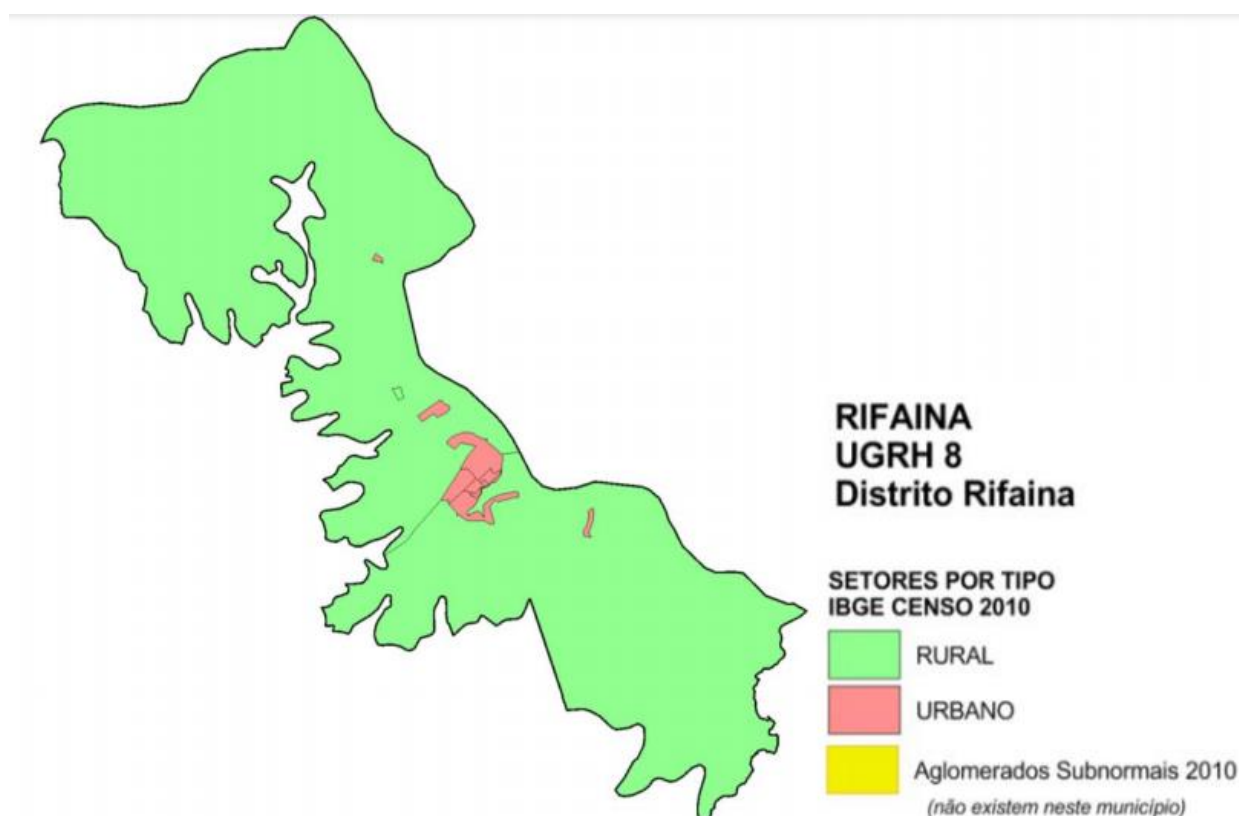 RIFAINA
UGRH 8
Distrito Rifaina
SETORES POR TIPO
IBGE CENSO 2010
RURAL
URBANO
Aglomerados Subnormais 2010
(não existem neste município)